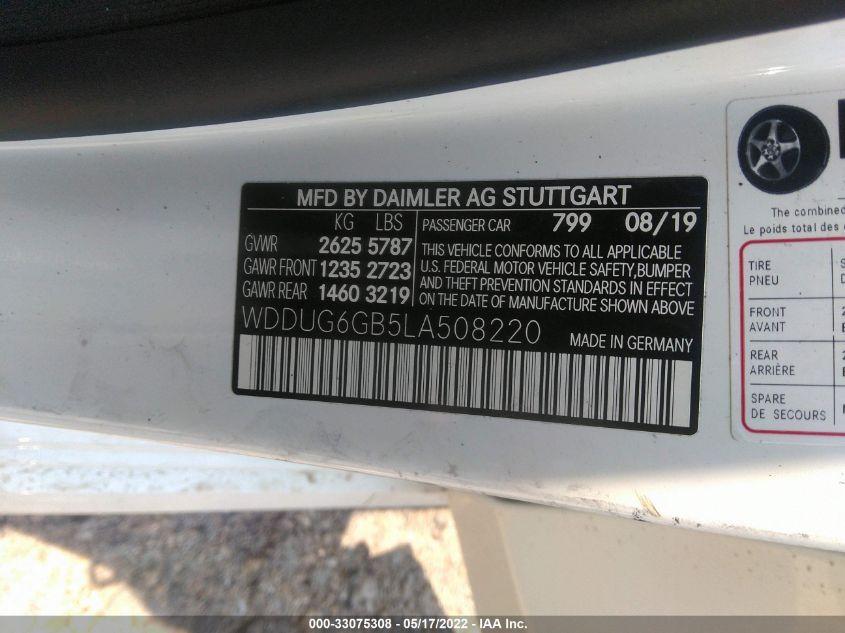 MFD BY DAIMLER AG STUTTGART
KG LBS
GVWR 2625 5787
GAWR FRONT 1235 2723
GAWR REAR 1460 3219
PASSENGER CAR 799 08/19
THIS VEHICLE CONFORMS TO ALL APPLICABLE
U.S. FEDERAL MOTOR VEHICLE SAFETY,BUMPER
AND THEFT PREVENTION STANDARDS IN EFFECT
ON THE DATE OF MANUFACTURE SHOWN ABOVE
WDDUG6GB5LA508220
MADE IN GERMANY
The combined
Le poids total des
TIRE
PNEU
FRONT
AVANT
REAR
ARRIÈRE
SPARE
DE SECOURS
000-33075308 - 05/17/2022 - IAA Inc.